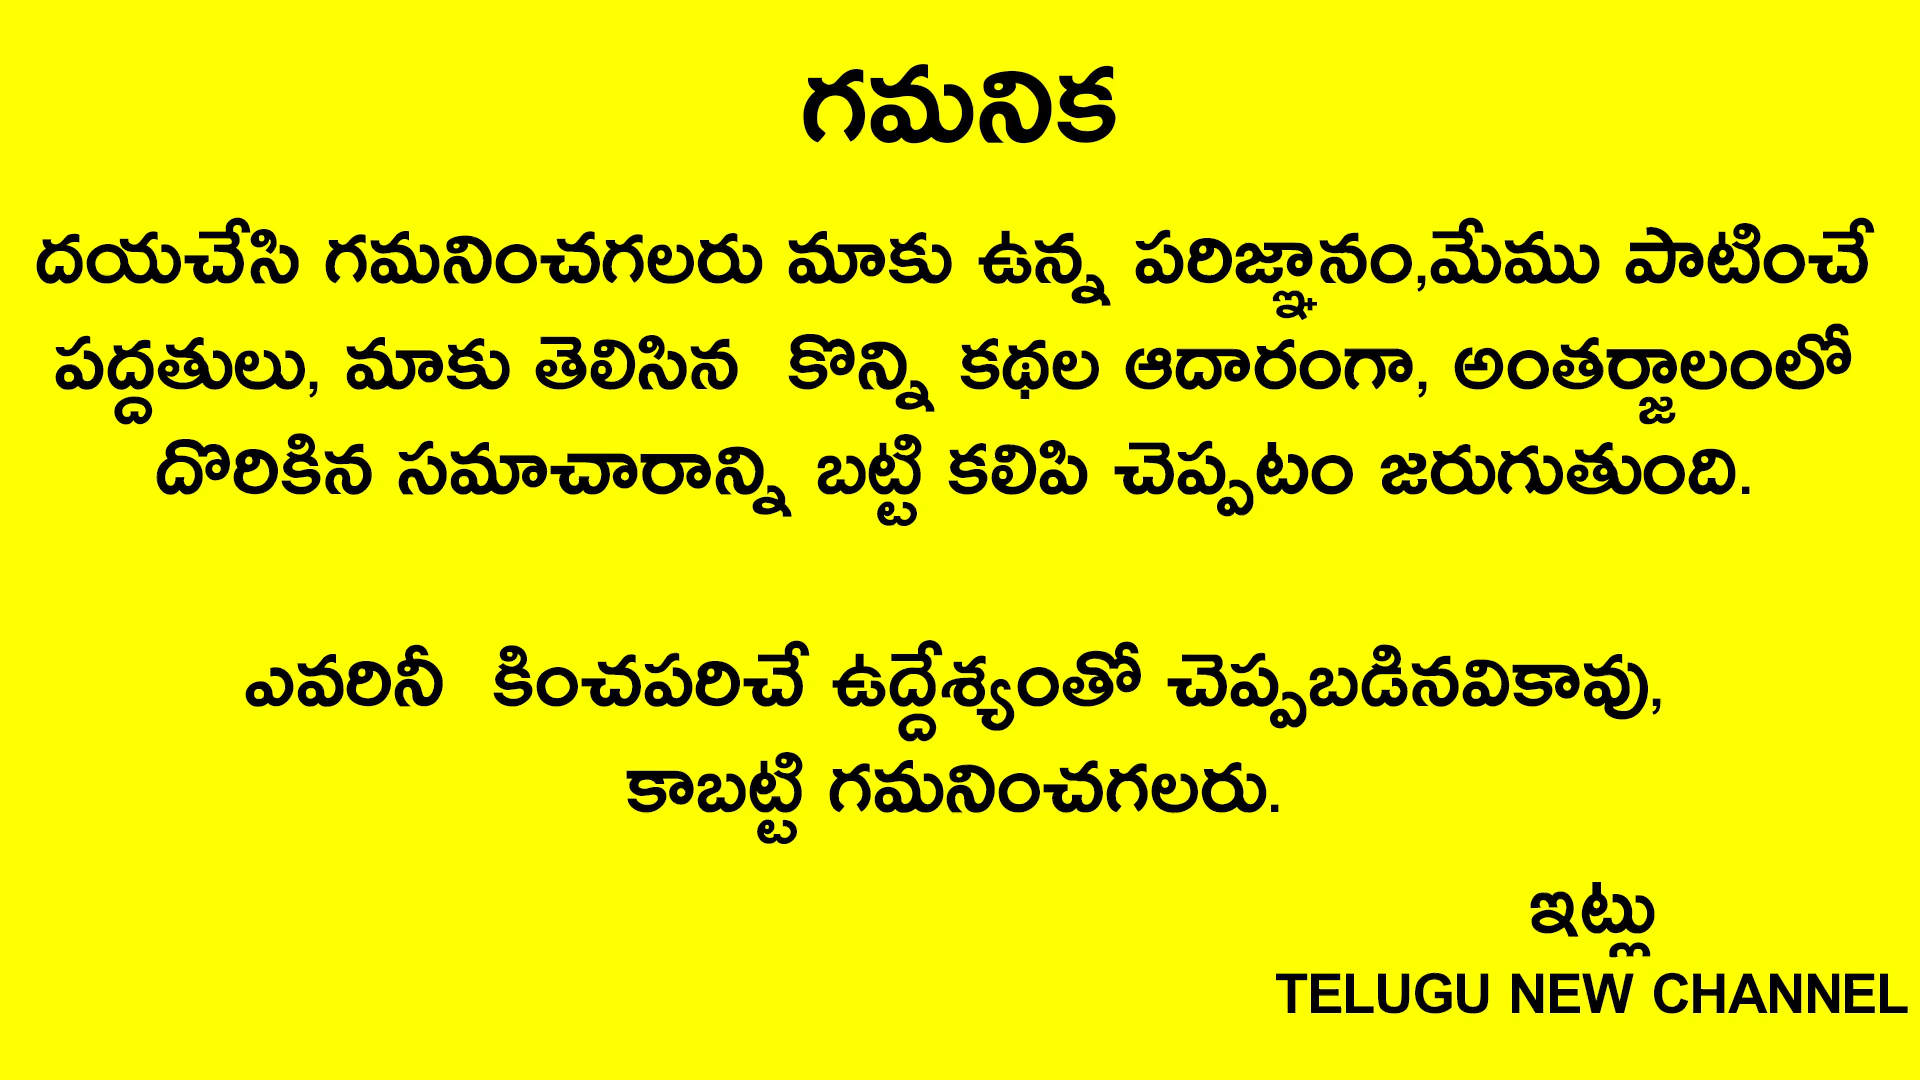 గమనిక
దయచేసి గమనించగలరు మాకు ఉన్న పరిజ్ఞానం,మేము పాటించే
పద్దతులు, మాకు తెలిసిన కొన్ని కథల ఆదారంగా, అంతర్జాలంలో
దొరికిన సమాచారాన్ని బట్టి కలిపి చెప్పటం జరుగుతుంది.
ఎవరినీ కించపరిచే ఉద్దేశ్యంతో చెప్పబడినవికావు,
కాబట్టి గమనించగలరు.
ఇట్లు
TELUGU NEW CHANNEL